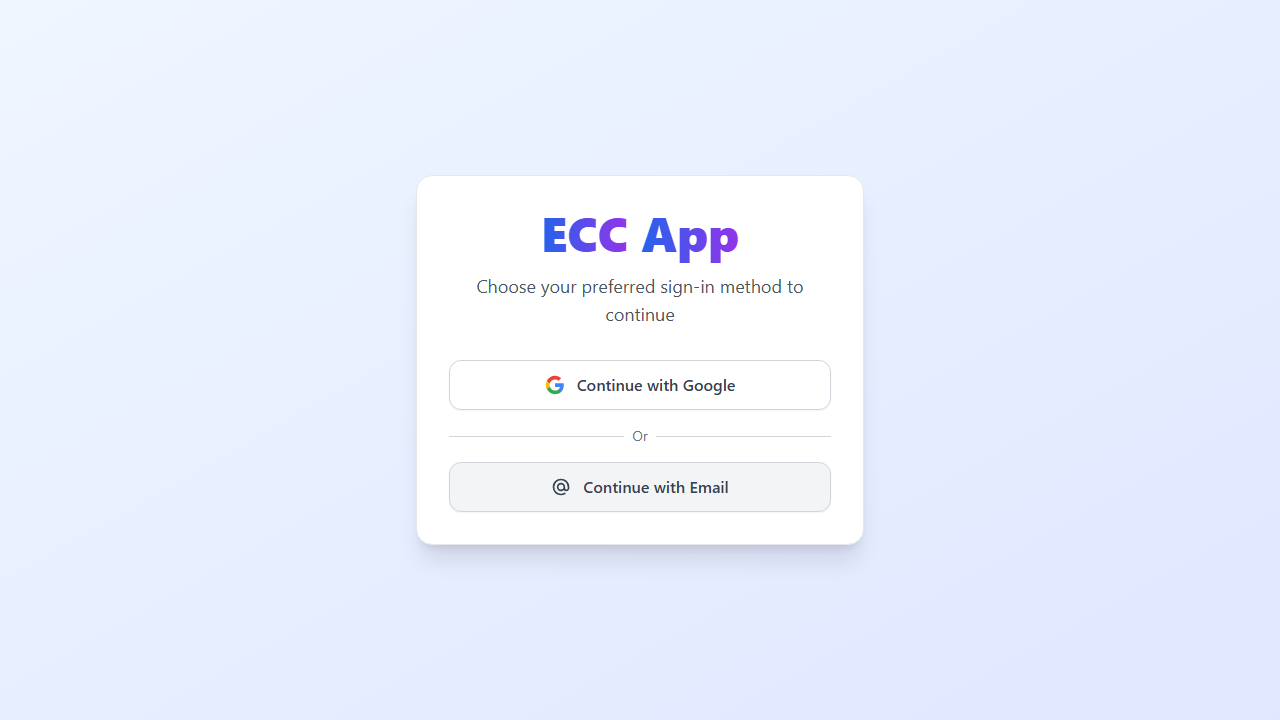 ECC App
Choose your preferred sign-in method to
continue
Continue with Google
Or
Continue with Email